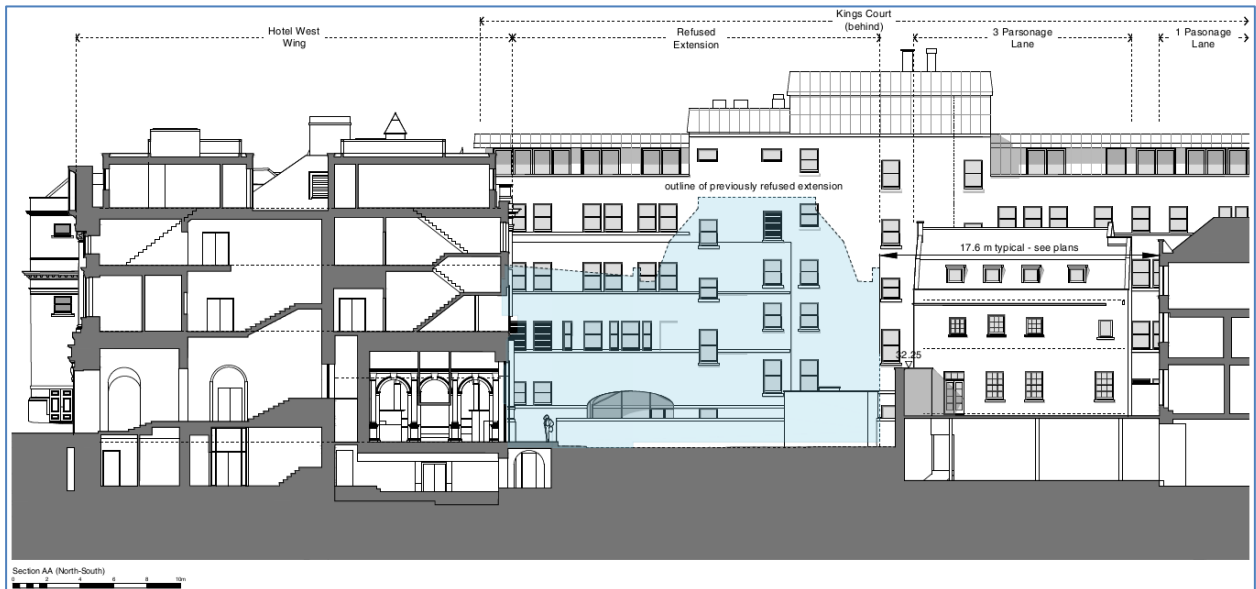 Kings Court
(behind)
Hotel West
Wing
Refused
Extension
3 Parsonage
Lane
1 Pasonage
Lane
outline of previously refused extension
17.6 m typical - see plans
32.25
Section AA (North-South)
0 2 4 6 8 10m